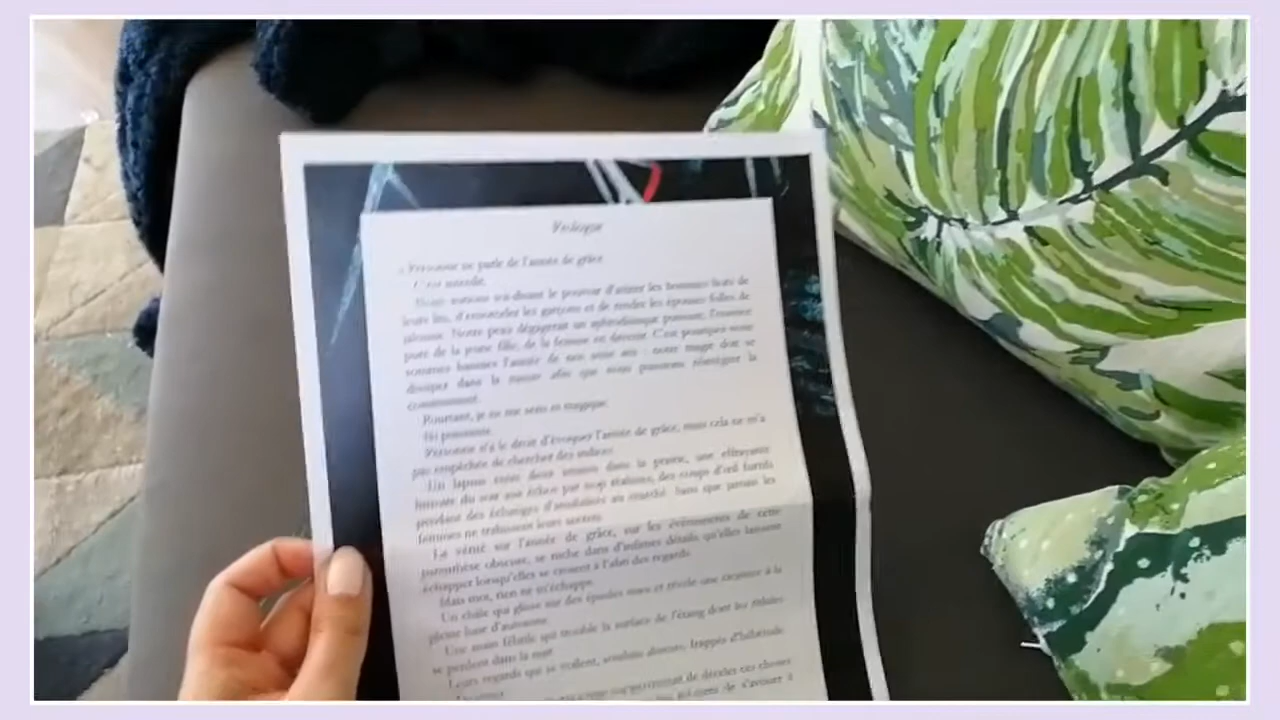 Prologue
« Personne ne parle de l'année de grâce.
C'est interdit.
Nous aurions soi-disant le pouvoir d'attirer les hommes hors de
leurs lits, d'ensorceler les garçons et de rendre les épouses folles de
jalousie. Notre peau dégagerait un aphrodisiaque puissant, l'essence
pure de la jeune fille, de la femme en devenir. C'est pourquoi nous
sommes bannies l'année de nos seize ans : notre magie doit se
dissiper dans la nature afin que nous puissions réintégrer la
communauté.
Pourtant, je ne me sens ni magique.
Ni puissante.
Personne n'a le droit d'évoquer l'année de grâce, mais cela ne m'a
pas empêchée de chercher des indices.
Un lapsus entre deux amants dans la prairie, une effrayante
histoire du soir aux échos par trop réalistes, des coups d'œil furtifs
pendant des échanges d'amabilités au marché. Sans que jamais les
femmes ne trahissent leurs secrets.
La vérité sur l'année de grâce, sur les événements de cette
parenthèse obscure, se niche dans d'infimes détails, qu'elles laissent
échapper lorsqu'elles se croient à l'abri des regards.
Mais moi, rien ne m'échappe.
Un châle qui glisse sur des épaules nues et révèle une cicatrice à la
pleine lune d'automne.
Une main fébrile qui trouble la surface de l'étang dont les rides
se perdent dans la nuit.
Leurs regards qui se voilent, soudain absents, frappés d'hébétude.